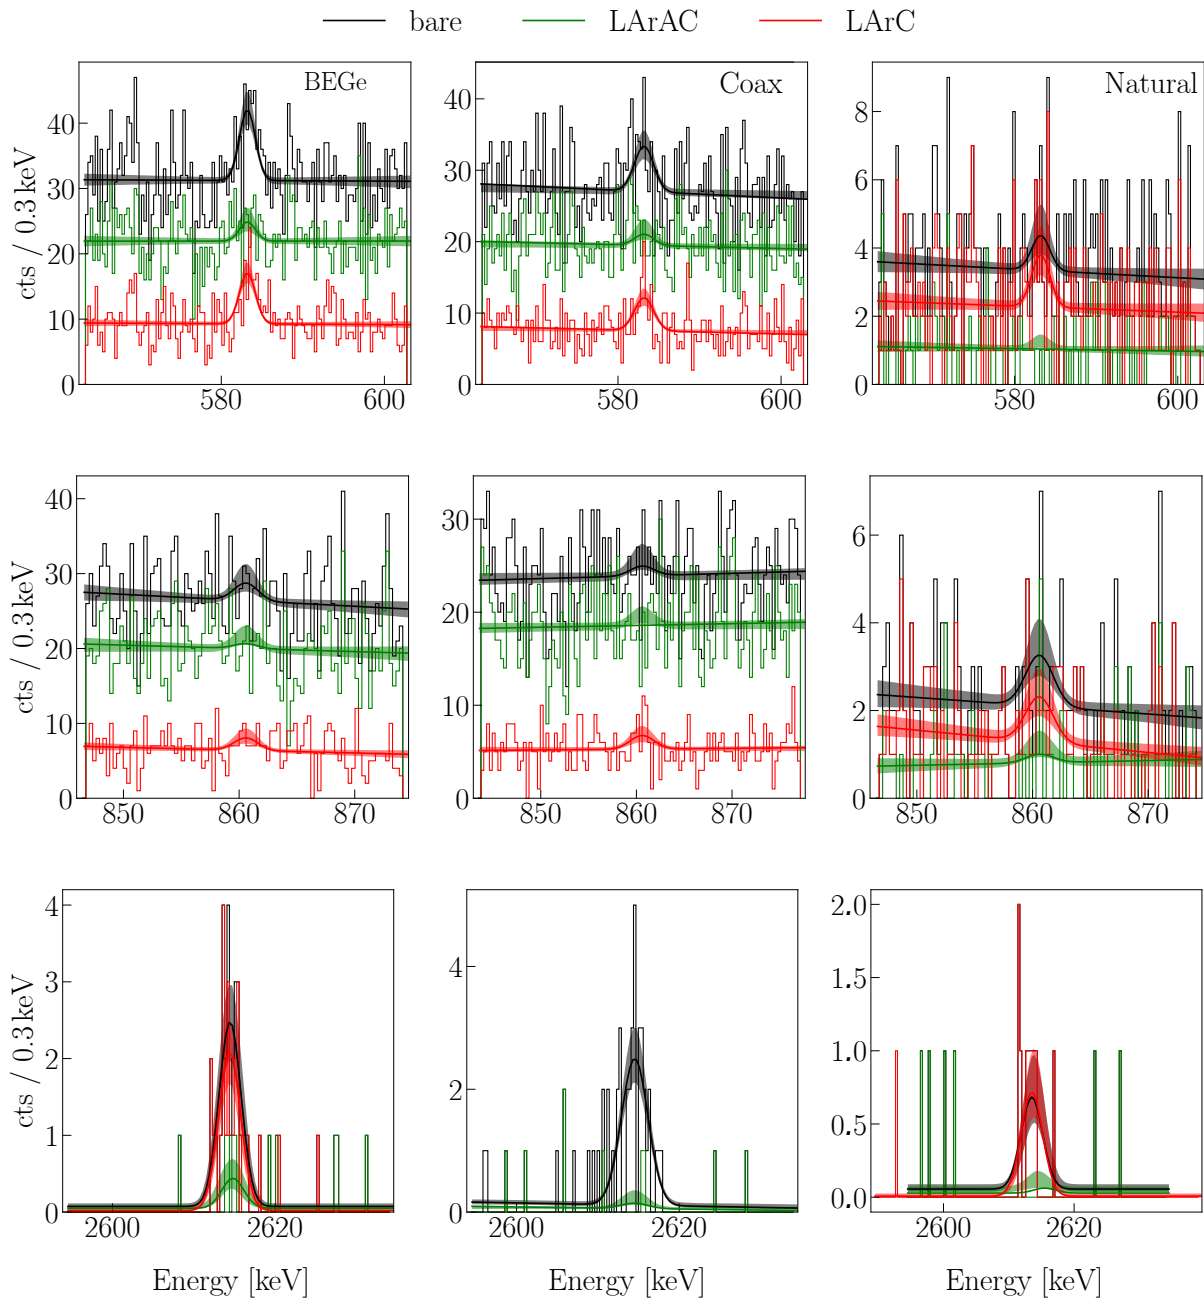 bare LArAC LArC
BEGe Coax Natural
cts / 0.3 keV
0 10 20 30 40
580 600
0 10 20 30 40
580 600
0 2 4 6 8
580 600
cts / 0.3 keV
0 10 20 30 40
850 860 870
0 10 20 30
850 860 870
0 2 4 6
850 860 870
cts / 0.3 keV
0 1 2 3 4
2600 2620
0 2 4
2600 2620
0.0 0.5 1.0 1.5 2.0
2600 2620
Energy [keV] Energy [keV] Energy [keV]